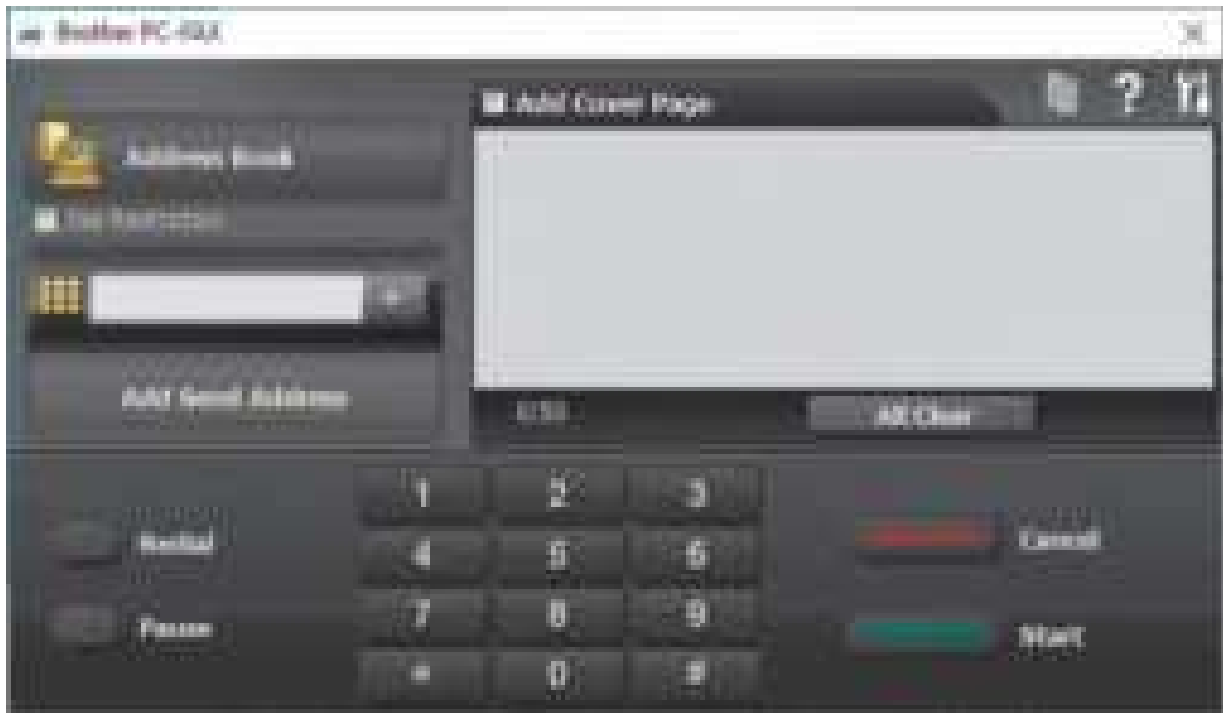 Brother PC-FAX
Add Cover Page
?
Address Book
Add Send Address
All Clear
1 2 3
Redial
Cancel
4 5 6
7 8 9
Pause
Start
* 0 #